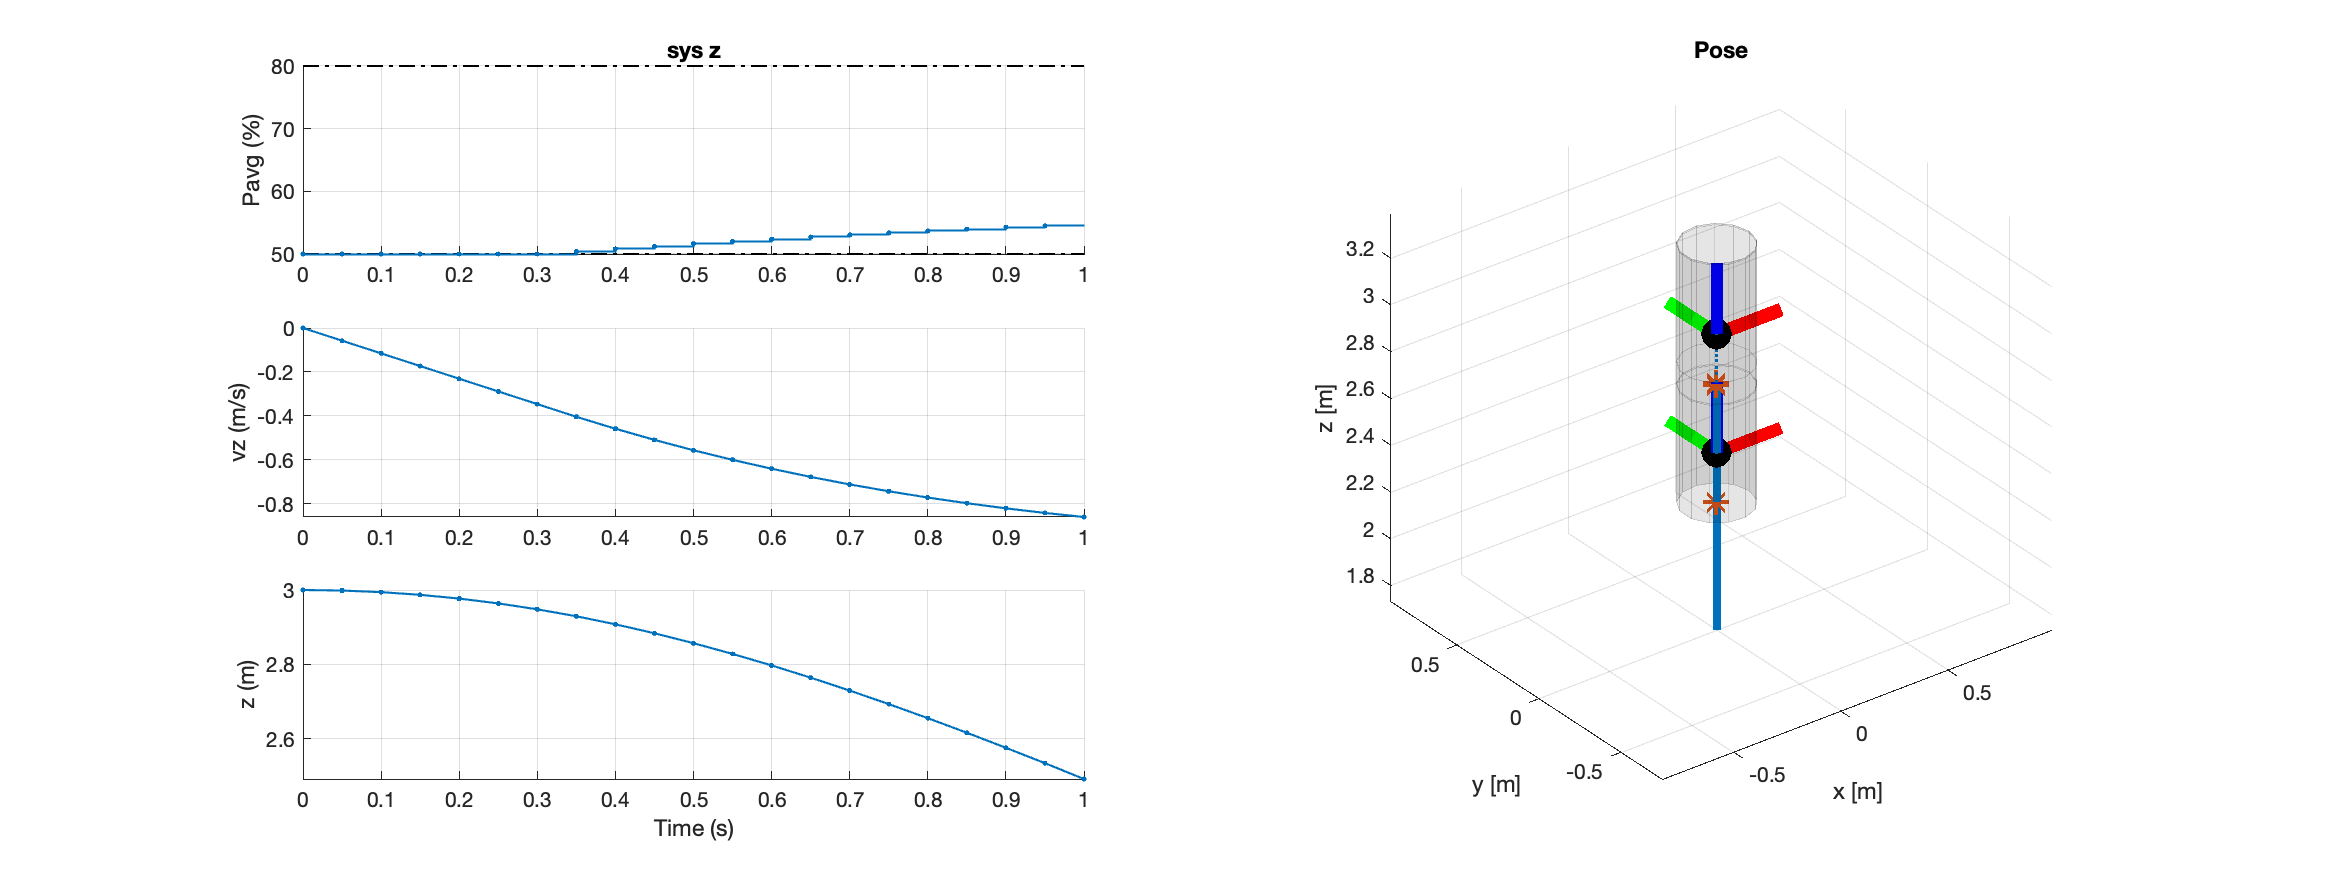 sys z
80
70
60
50
Pavg (%)
0 0.1 0.2 0.3 0.4 0.5 0.6 0.7 0.8 0.9 1
0
-0.2
-0.4
-0.6
-0.8
vz (m/s)
0 0.1 0.2 0.3 0.4 0.5 0.6 0.7 0.8 0.9 1
3
2.8
2.6
z (m)
0 0.1 0.2 0.3 0.4 0.5 0.6 0.7 0.8 0.9 1
Time (s)
Pose
3.2
3
2.8
2.6
2.4
2.2
2
1.8
z [m]
0.5
0
-0.5
y [m]
-0.5
0
0.5
x [m]